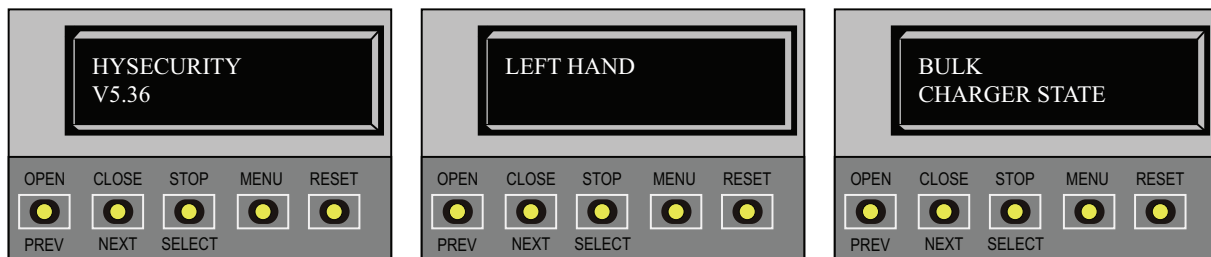 HYSECURITY
V5.36
OPEN CLOSE STOP MENU RESET
PREV NEXT SELECT
LEFT HAND
OPEN CLOSE STOP MENU RESET
PREV NEXT SELECT
BULK
CHARGER STATE
OPEN CLOSE STOP MENU RESET
PREV NEXT SELECT